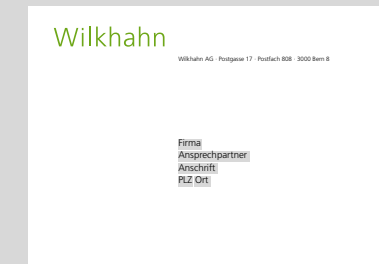 Wilkhahn
Wilkhahn AG · Postgasse 17 · Postfach 808 · 3000 Bern 8
Firma
Ansprechpartner
Anschrift
PLZ Ort